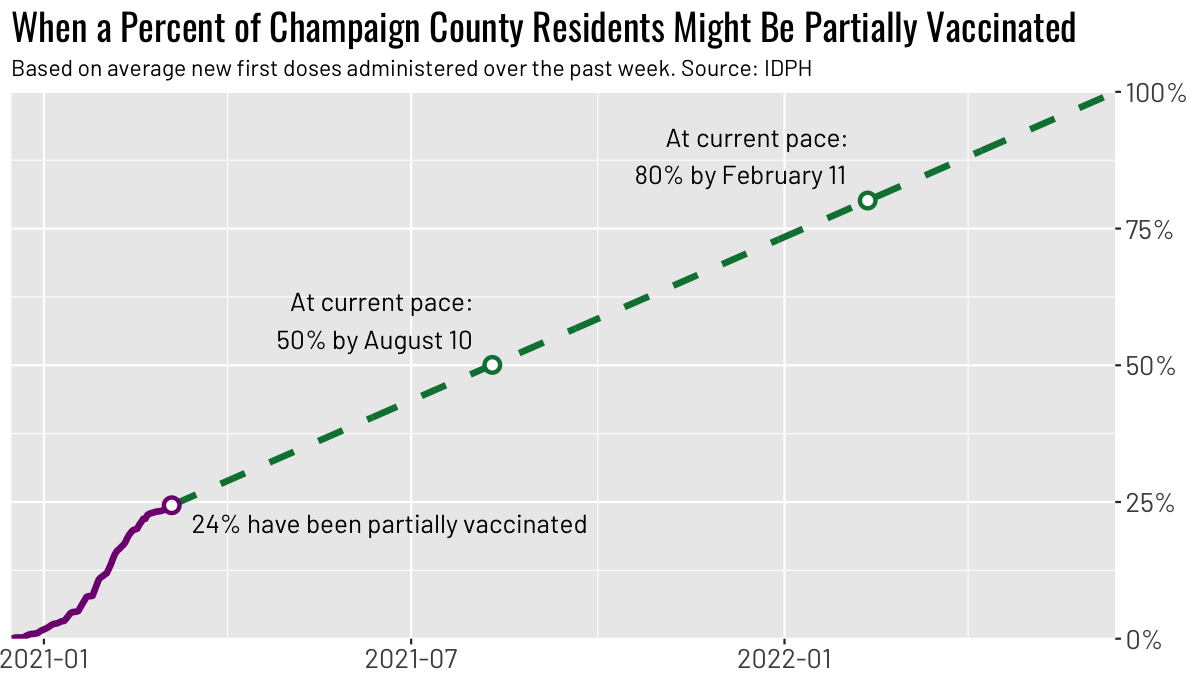 When a Percent of Champaign County Residents Might Be Partially Vaccinated
Based on average new first doses administered over the past week. Source: IDPH
100%
At current pace:
80% by February 11
75%
At current pace:
50% by August 10
50%
25%
24% have been partially vaccinated
0%
2021-01
2021-07
2022-01